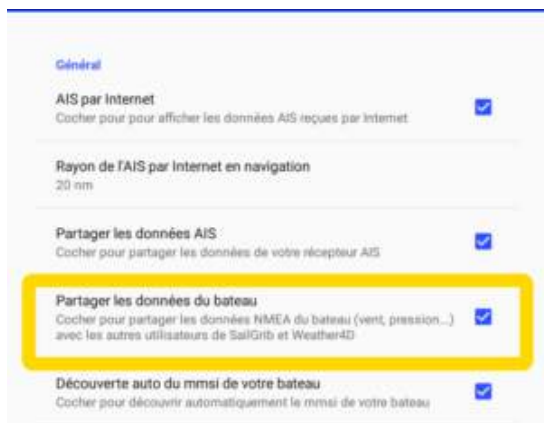 Général
AIS par Internet
Cocher pour pour afficher les données AIS reçues par Internet
Rayon de l'AIS par Internet en navigation
20 nm
Partager les données AIS
Cocher pour partager les données de votre récepteur AIS
Partager les données du bateau
Cocher pour partager les données NMEA du bateau (vent, pression...)
avec les autres utilisateurs de SailGrib et Weather4D
Découverte auto du mmsi de votre bateau
Cocher pour découvrir automatiquement le mmsi de votre bateau